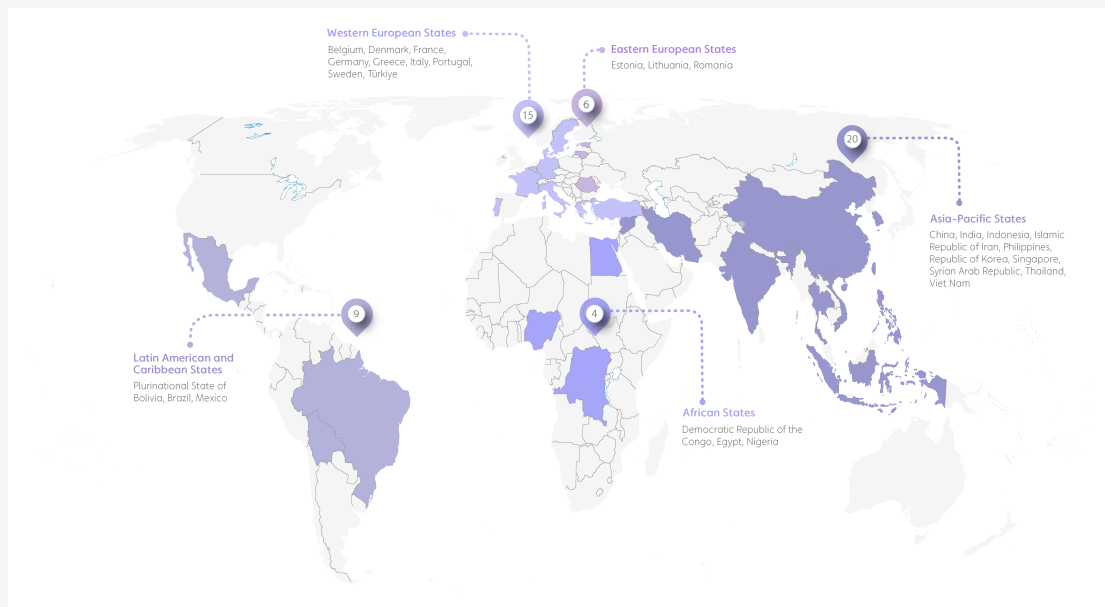 Western European States
Belgium, Denmark, France,
Germany, Greece, Italy, Portugal,
Sweden, Türkiye
Eastern European States
Estonia, Lithuania, Romania
15
6
20
Asia-Pacific States
China, India, Indonesia, Islamic
Republic of Iran, Philippines,
Republic of Korea, Singapore,
Syrian Arab Republic, Thailand,
Viet Nam
9
4
Latin American and
Caribbean States
Plurinational State of
Bolivia, Brazil, Mexico
African States
Democratic Republic of the
Congo, Egypt, Nigeria